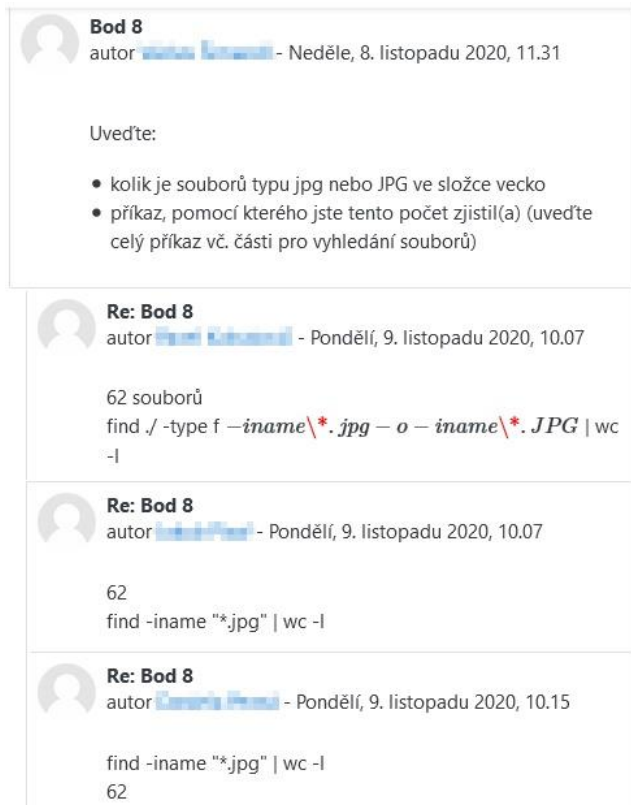 Bod 8
autor - Neděle, 8. listopadu 2020, 11.31
Uveďte:
• kolik je souborů typu jpg nebo JPG ve složce vecko
• příkaz, pomocí kterého jste tento počet zjistil(a) (uveďte
celý příkaz vč. části pro vyhledání souborů)
Re: Bod 8
autor - Pondělí, 9. listopadu 2020, 10.07
62 souborů
find ./ -type f −iname\*.jpg−o−iname\*.JPG | wc
-l
Re: Bod 8
autor - Pondělí, 9. listopadu 2020, 10.07
62
find -iname "*.jpg" | wc -l
Re: Bod 8
autor - Pondělí, 9. listopadu 2020, 10.15
find -iname "*.jpg" | wc -l
62